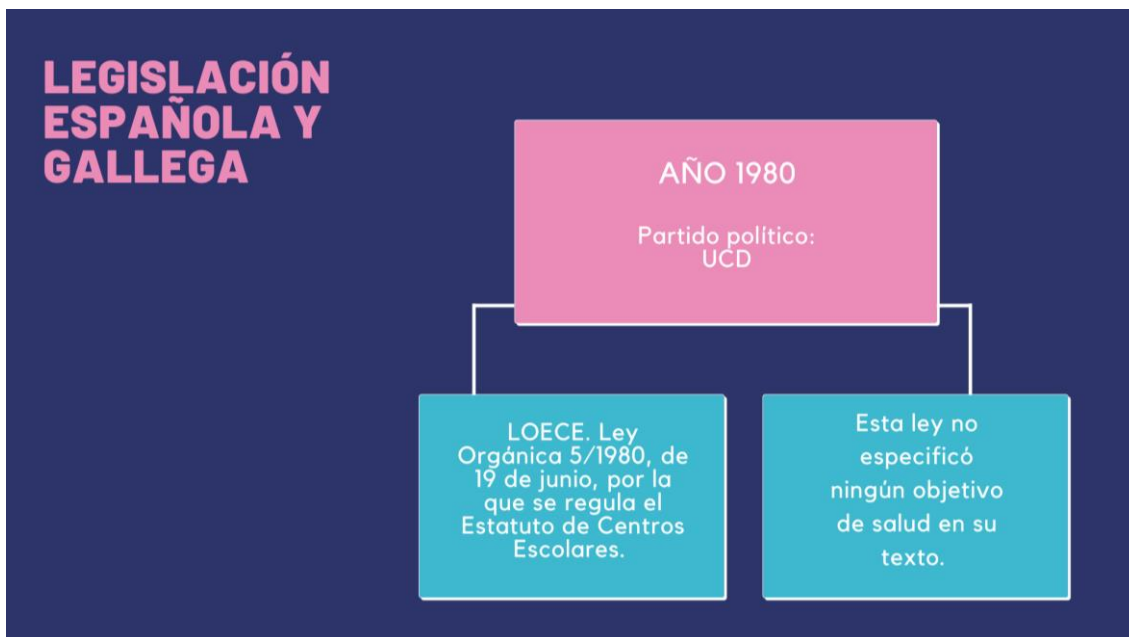 LEGISLACIÓN
ESPAÑOLA Y
GALLEGA
AÑO 1980
Partido político:
UCD
LOECE. Ley
Orgánica 5/1980, de
19 de junio, por la
que se regula el
Estatuto de Centros
Escolares.
Esta ley no
especificó
ningún objetivo
de salud en su
texto.